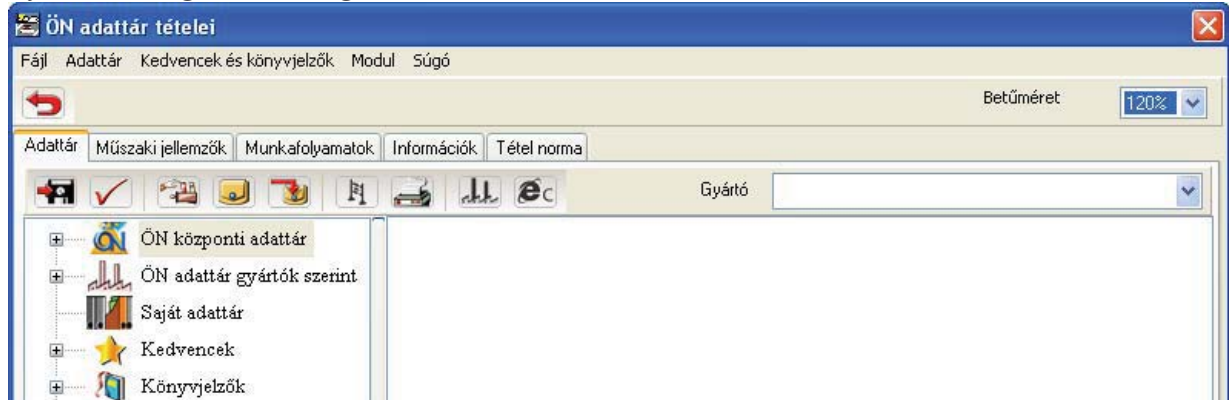 ÖN adattár tételei
Fájl Adattár Kedvencek és könyvjelzők Modul Súgó
Betűméret 120%
Adattár Műszaki jellemzők Munkafolyamatok Információk Tétel norma
Gyártó
ÖN központi adattár
ÖN adattár gyártók szerint
Saját adattár
Kedvencek
Könyvjelzők